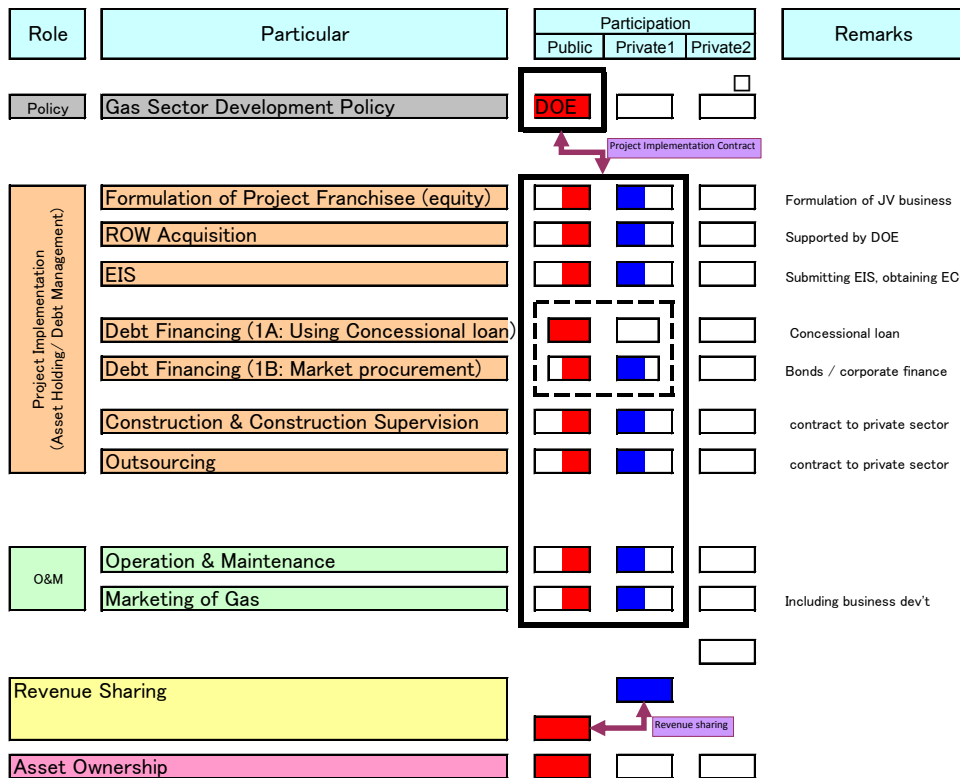 Role
Particular
Participation
Public
Private1
Private2
Remarks
Policy
Gas Sector Development Policy
DOE
Project Implementation Contract
Project Implementation
(Asset Holding/ Debt Management)
Formulation of Project Franchisee (equity)
Formulation of JV business
ROW Acquisition
Supported by DOE
EIS
Submitting EIS, obtaining EC
Debt Financing (1A: Using Concessional loan)
Concessional loan
Debt Financing (1B: Market procurement)
Bonds / corporate finance
Construction & Construction Supervision
contract to private sector
Outsourcing
contract to private sector
O&M
Operation & Maintenance
Marketing of Gas
Including business dev't
Revenue Sharing
Revenue sharing
Asset Ownership